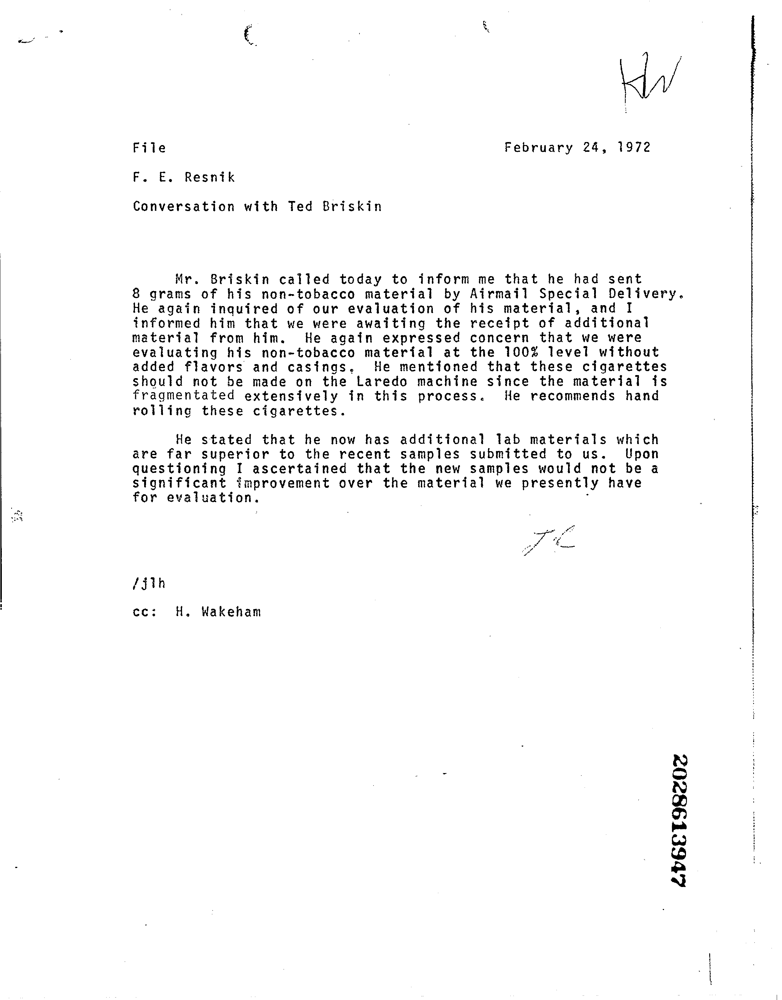 HW
File February 24, 1972
F. E. Resnik
Conversation with Ted Briskin
Mr. Briskin called today to inform me that he had sent
8 grams of his non-tobacco material by Airmail Special Delivery.
He again inquired of our evaluation of his material, and I
informed him that we were awaiting the receipt of additional
material from him. He again expressed concern that we were
evaluating his non-tobacco material at the 100% level without
added flavors and casings. He mentioned that these cigarettes
should not be made on the Laredo machine since the material is
fragmentated extensively in this process. He recommends hand
rolling these cigarettes.
He stated that he now has additional lab materials which
are far superior to the recent samples submitted to us. Upon
questioning I ascertained that the new samples would not be a
significant improvement over the material we presently have
for evaluation.
/jlh
cc: H. Wakeham
2028613947